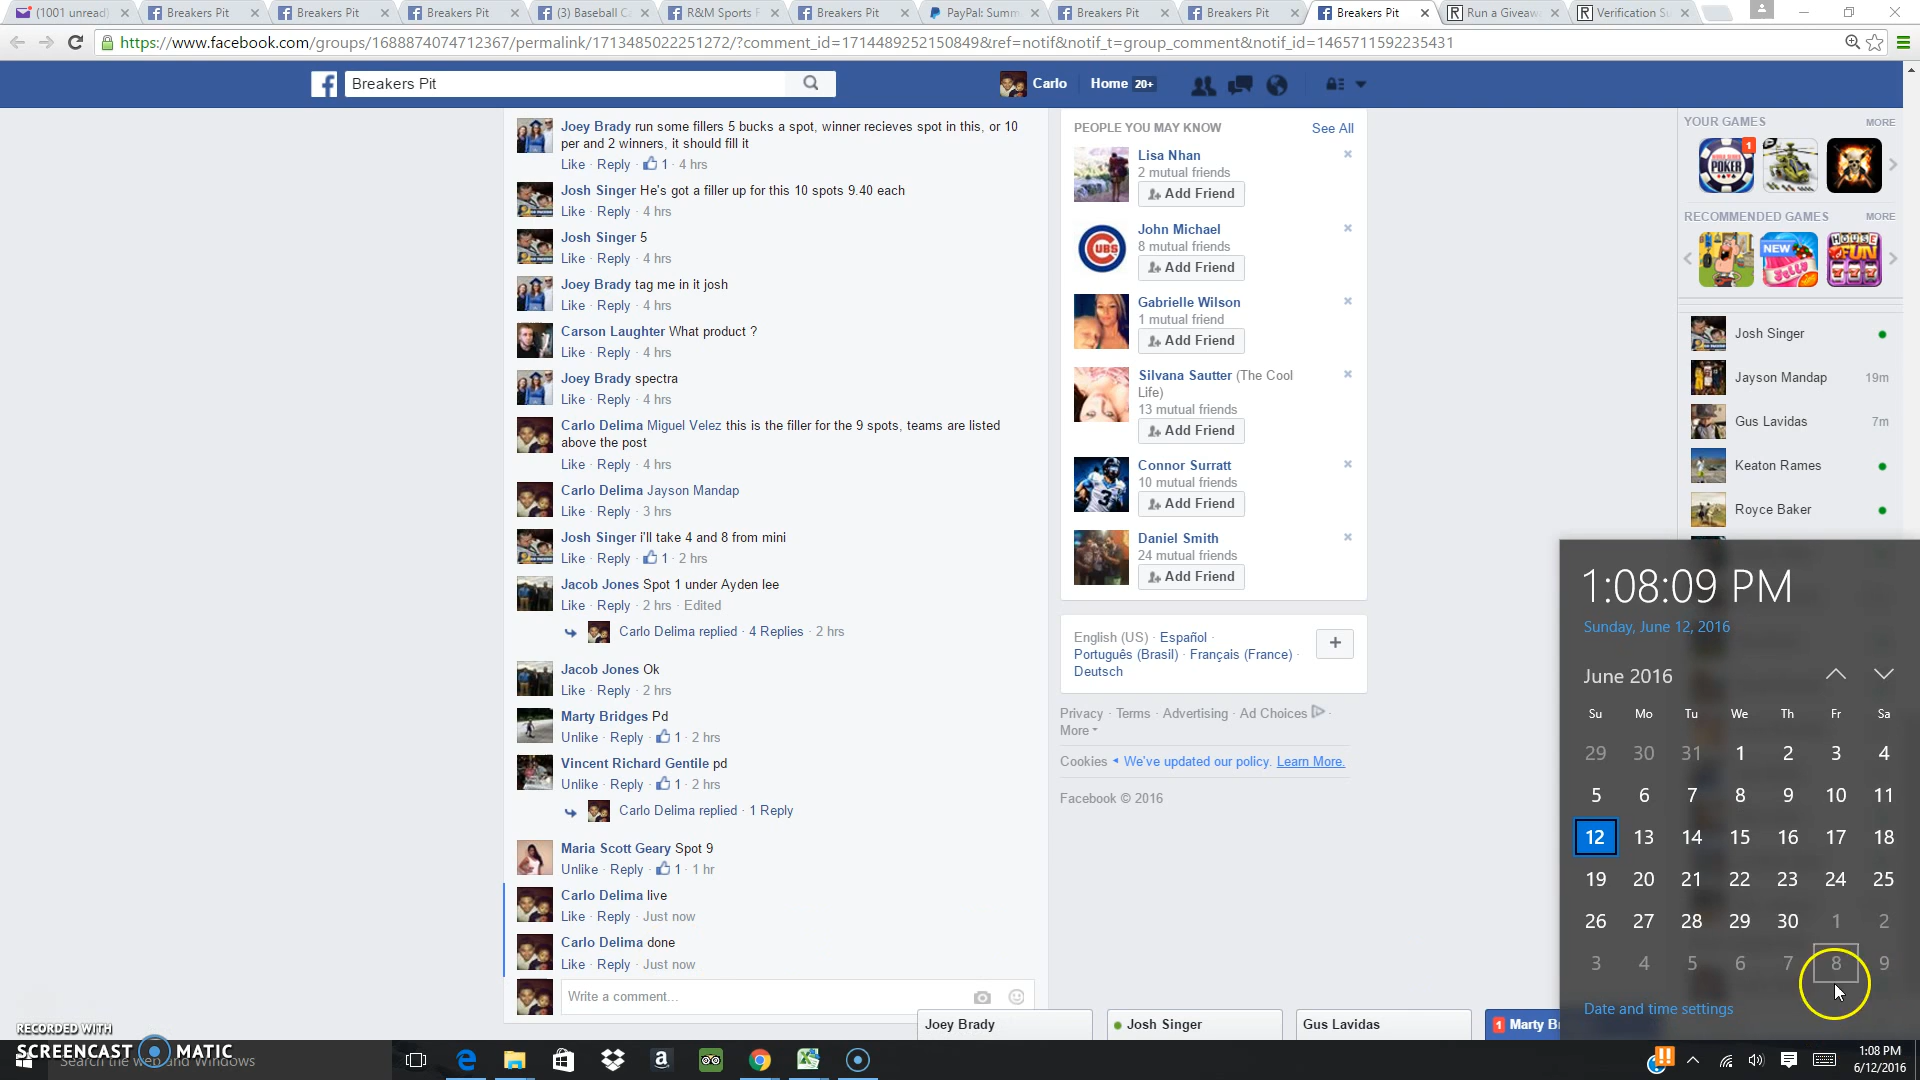 (1001 unread)
Breakers Pit
Breakers Pit
Breakers Pit
(3) Baseball C
R&M Sports
Breakers Pit
PayPal: Summ
Breakers Pit
Breakers Pit
Breakers Pit
Run a Giveaw
Verification Su
https://www.facebook.com/groups/1688874074712367/permalink/1713485022251272/?comment_id=1714489252150849&ref=notif&notif_t=group_comment&notif_id=1465711592235431
Breakers Pit
Carlo
Home 20+
Joey Brady run some fillers 5 bucks a spot, winner recieves spot in this, or 10
per and 2 winners, it should fill it
Like · Reply · 1 · 4 hrs
Josh Singer He's got a filler up for this 10 spots 9.40 each
Like · Reply · 4 hrs
Josh Singer 5
Like · Reply · 4 hrs
Joey Brady tag me in it josh
Like · Reply · 4 hrs
Carson Laughter What product ?
Like · Reply · 4 hrs
Joey Brady spectra
Like · Reply · 4 hrs
Carlo Delima Miguel Velez this is the filler for the 9 spots, teams are listed
above the post
Like · Reply · 4 hrs
Carlo Delima Jayson Mandap
Like · Reply · 3 hrs
Josh Singer i'll take 4 and 8 from mini
Like · Reply · 1 · 2 hrs
Jacob Jones Spot 1 under Ayden lee
Like · Reply · 2 hrs · Edited
Carlo Delima replied · 4 Replies · 2 hrs
Jacob Jones Ok
Like · Reply · 2 hrs
Marty Bridges Pd
Unlike · Reply · 1 · 2 hrs
Vincent Richard Gentile pd
Unlike · Reply · 1 · 2 hrs
Carlo Delima replied · 1 Reply
Maria Scott Geary Spot 9
Unlike · Reply · 1 · 1 hr
Carlo Delima live
Like · Reply · Just now
Carlo Delima done
Like · Reply · Just now
Write a comment...
PEOPLE YOU MAY KNOW See All
Lisa Nhan
2 mutual friends
Add Friend
CUBS
John Michael
8 mutual friends
Add Friend
Gabrielle Wilson
1 mutual friend
Add Friend
Silvana Sautter (The Cool
Life)
13 mutual friends
Add Friend
Connor Surratt
10 mutual friends
Add Friend
Daniel Smith
24 mutual friends
Add Friend
English (US) · Español ·
Português (Brasil) · Français (France) ·
Deutsch
Privacy · Terms · Advertising · Ad Choices ·
More
Cookies We've updated our policy. Learn More.
Facebook © 2016
YOUR GAMES MORE
1
POKER
RECOMMENDED GAMES MORE
NEW
Jelly
HOUSE
FUN
777
Josh Singer
Jayson Mandap 19m
Gus Lavidas 7m
Keaton Rames
Royce Baker
1:08:09 PM
Sunday, June 12, 2016
June 2016
Su Mo Tu We Th Fr Sa
29 30 31 1 2 3 4
5 6 7 8 9 10 11
12 13 14 15 16 17 18
19 20 21 22 23 24 25
26 27 28 29 30 1 2
3 4 5 6 7 8 9
Date and time settings
Joey Brady
Josh Singer
Gus Lavidas
1 Marty B
RECORDED WITH
SCREENCAST MATIC
Search the web and Windows
1:08 PM
6/12/2016